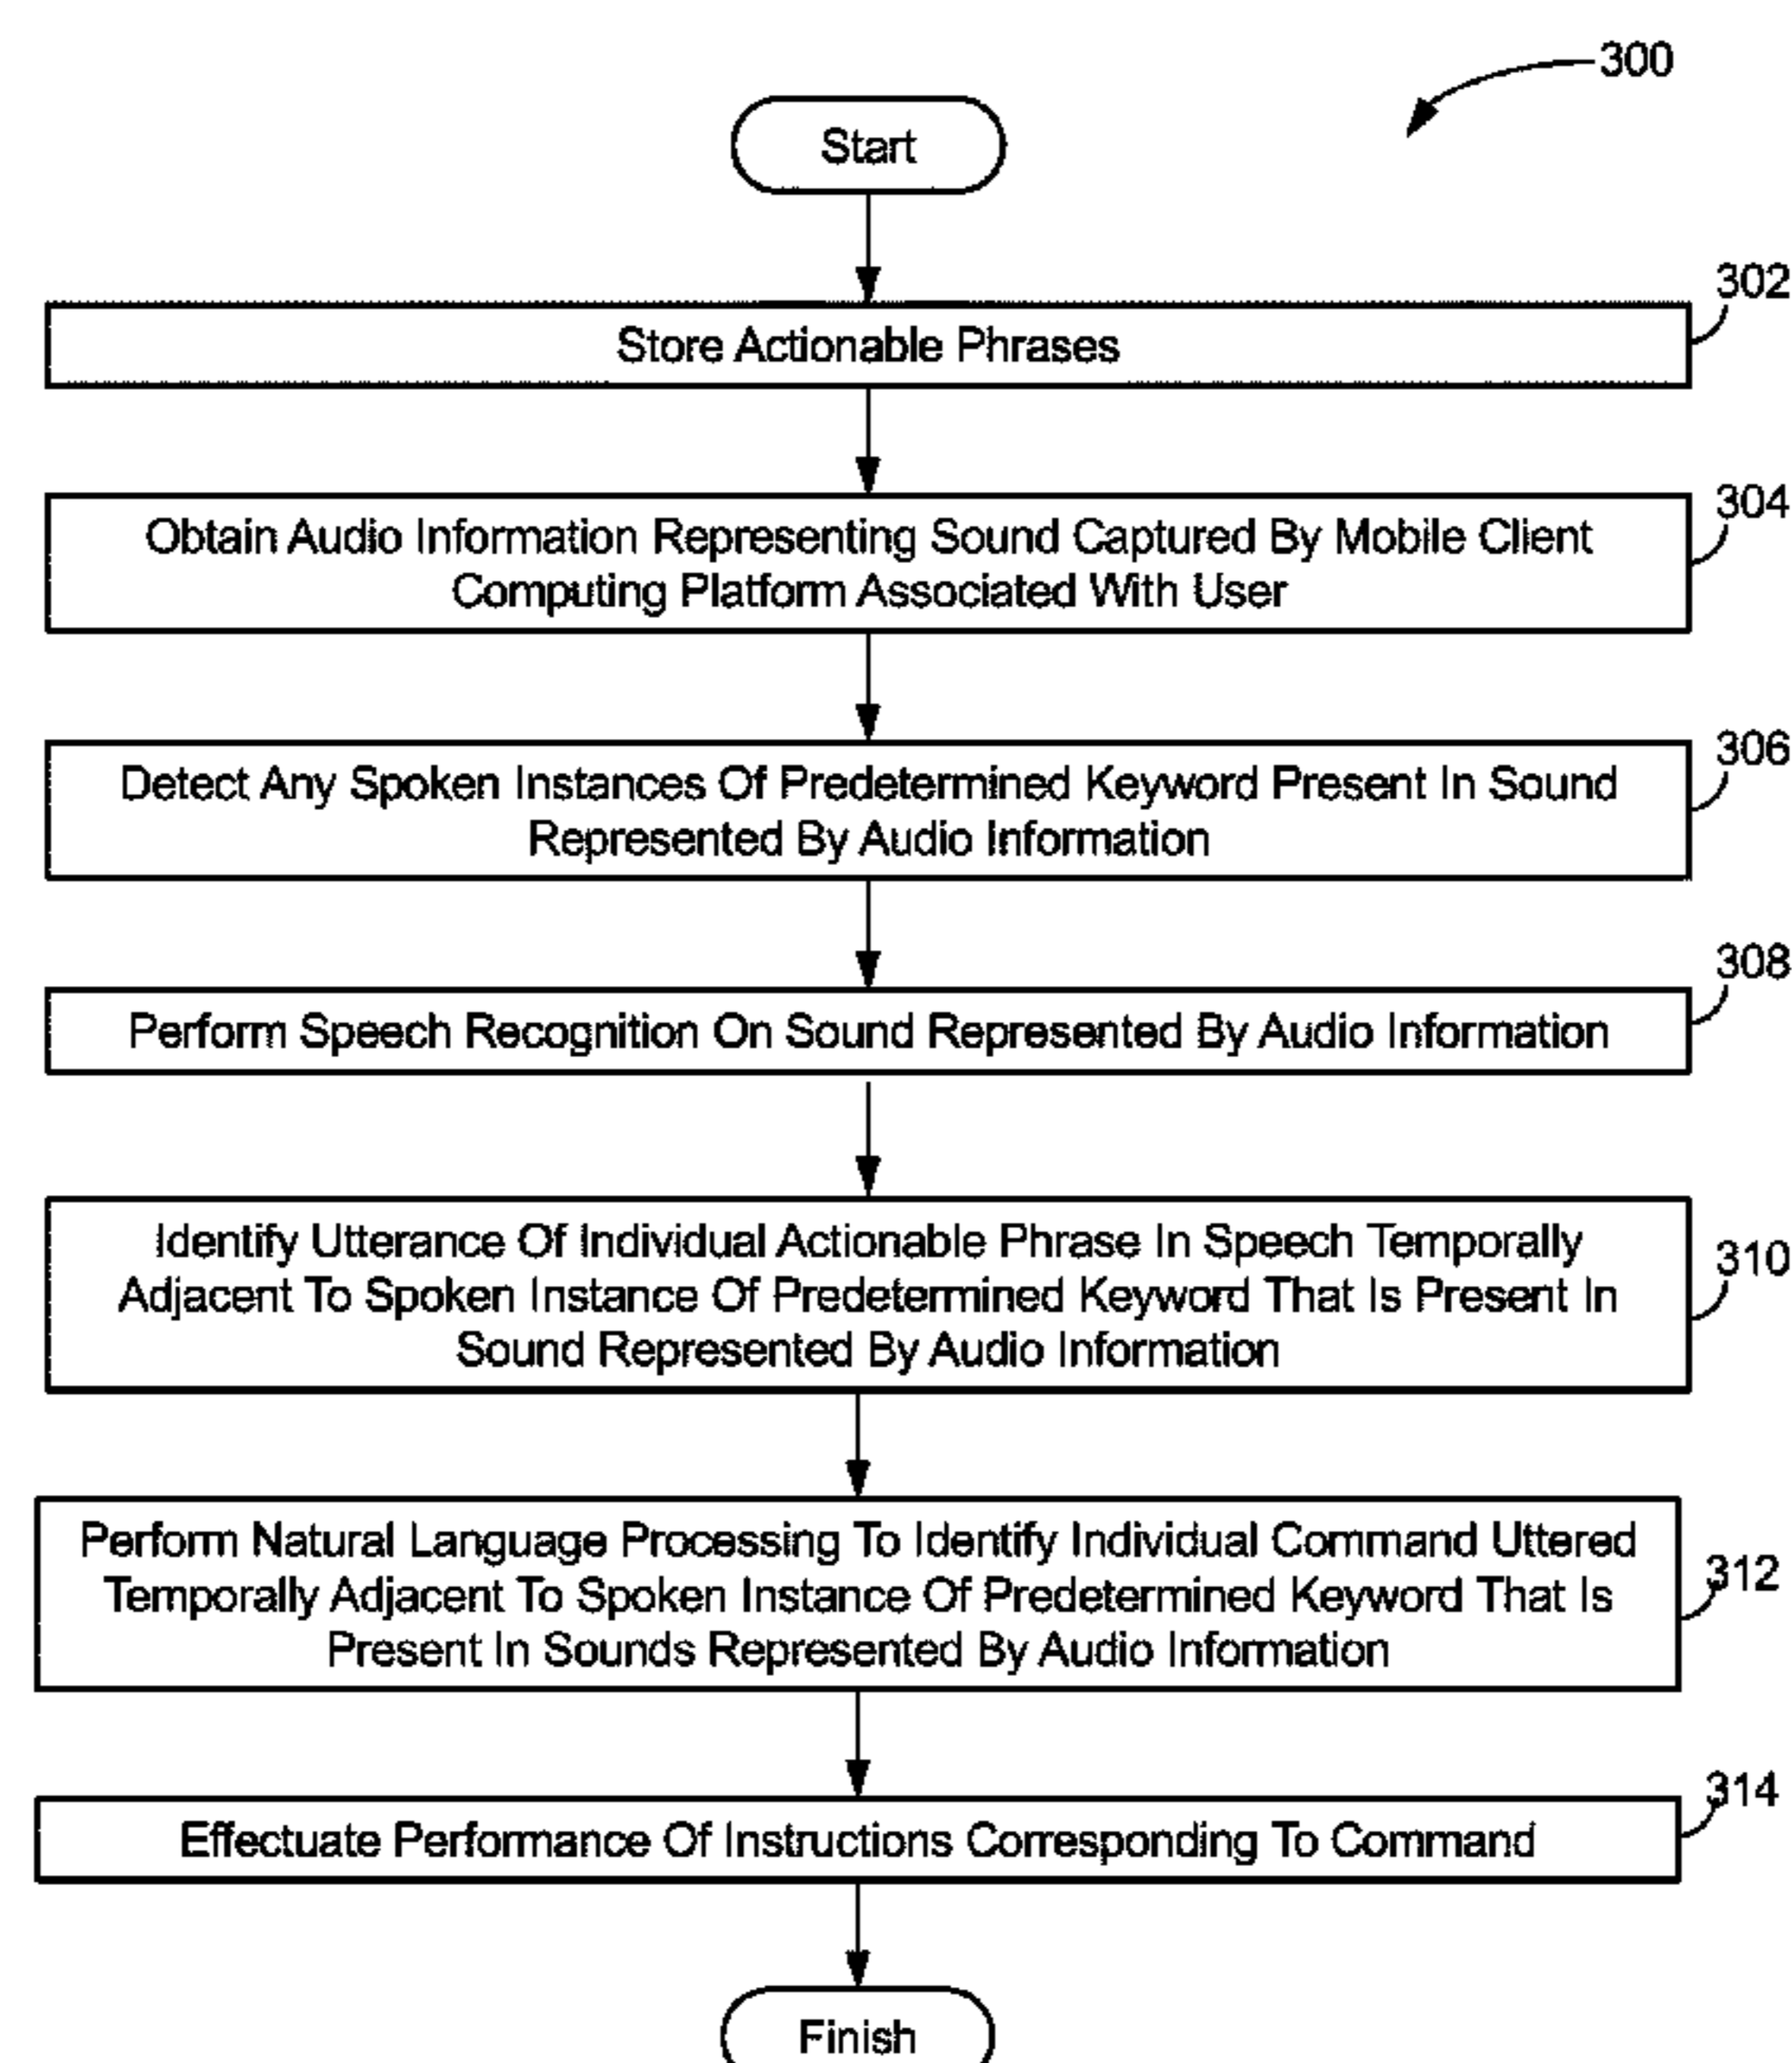 300
Start
302
Store Actionable Phrases
304
Obtain Audio Information Representing Sound Captured By Mobile Client
Computing Platform Associated With User
306
Detect Any Spoken Instances Of Predetermined Keyword Present In Sound
Represented By Audio Information
308
Perform Speech Recognition On Sound Represented By Audio Information
310
Identify Utterance Of Individual Actionable Phrase In Speech Temporally
Adjacent To Spoken Instance Of Predetermined Keyword That Is Present In
Sound Represented By Audio Information
312
Perform Natural Language Processing To Identify Individual Command Uttered
Temporally Adjacent To Spoken Instance Of Predetermined Keyword That Is
Present In Sounds Represented By Audio Information
314
Effectuate Performance Of Instructions Corresponding To Command
Finish